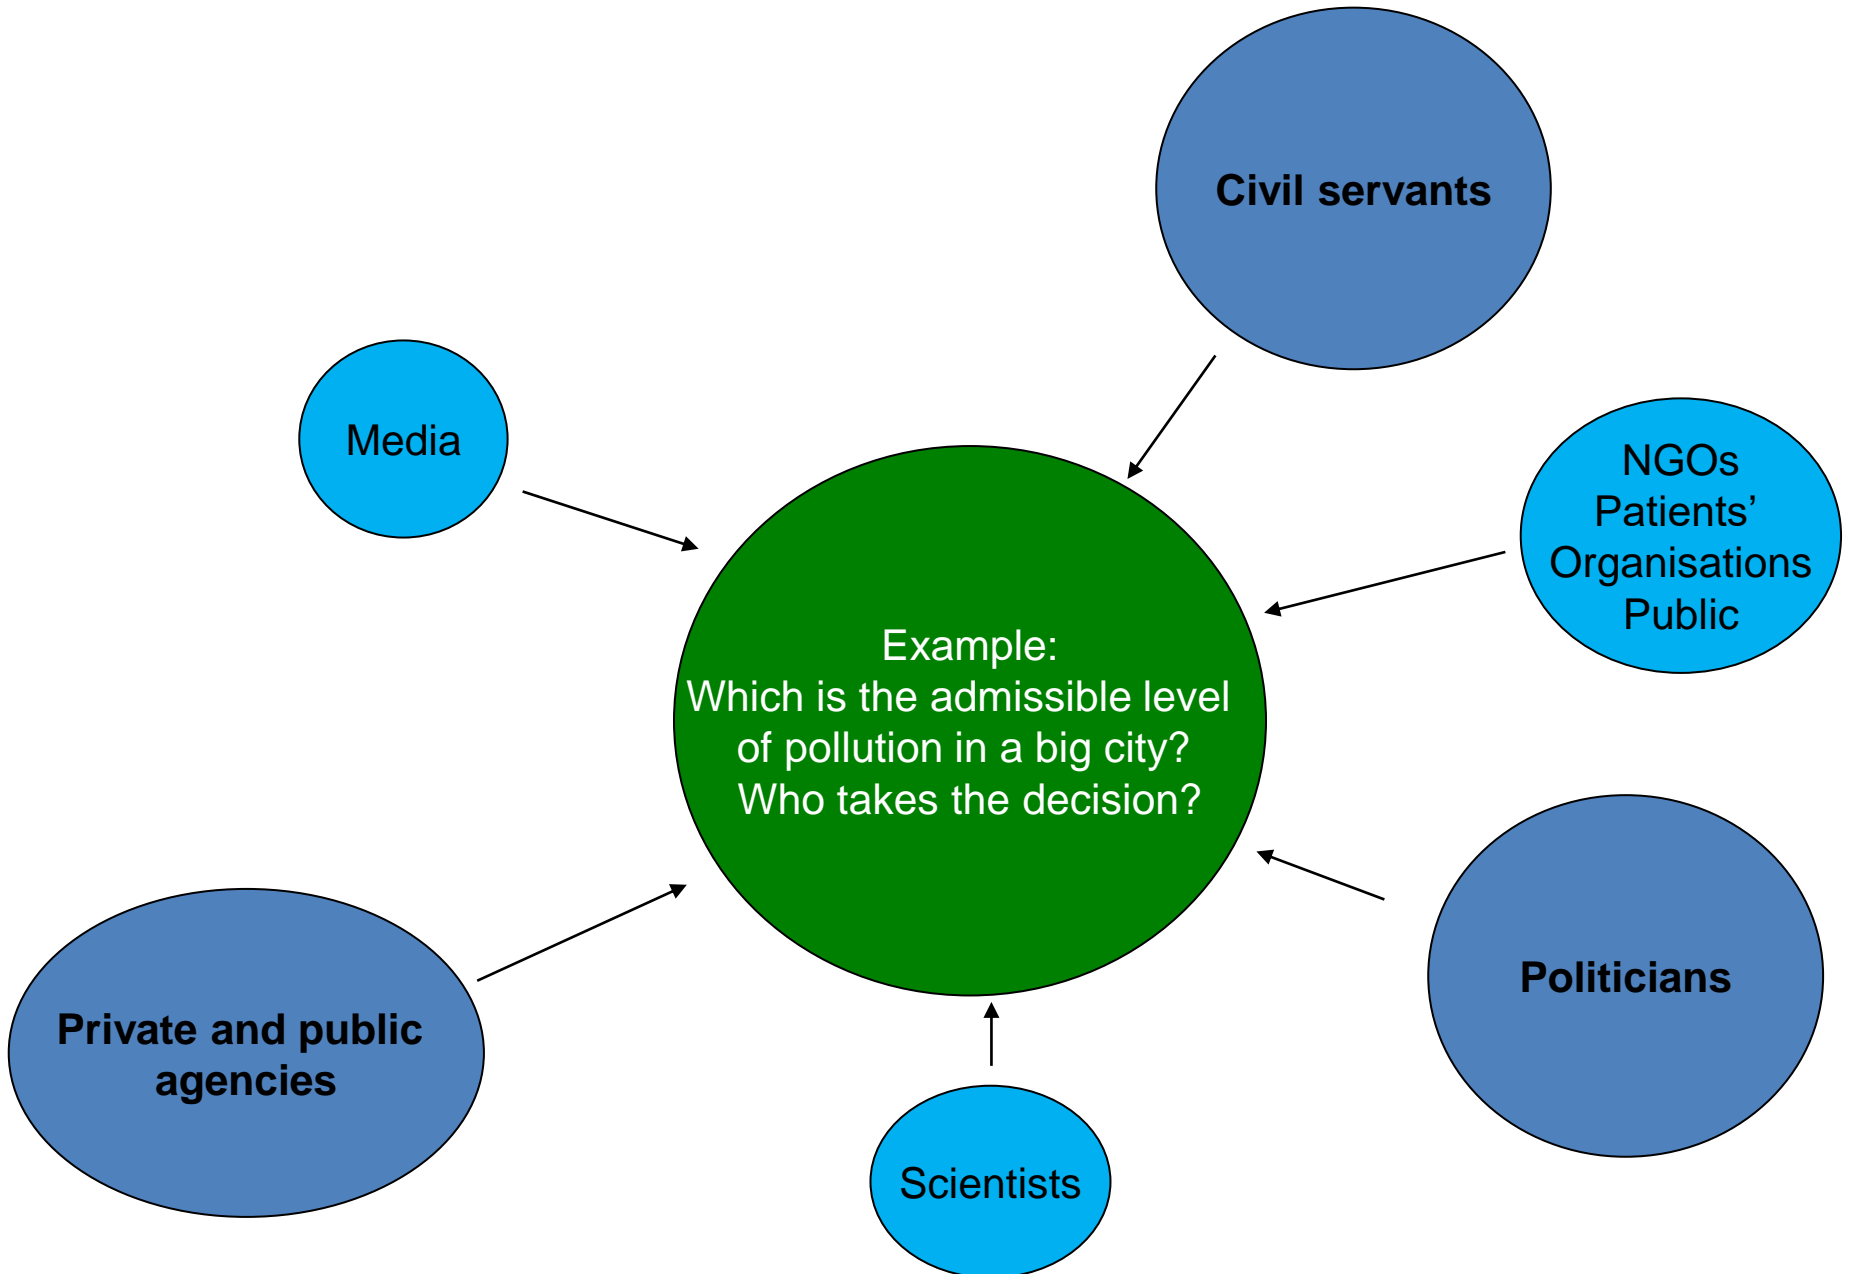 Civil servants
Media
NGOs
Patients’
Organisations
Public
Example:
Which is the admissible level
of pollution in a big city?
Who takes the decision?
Politicians
Private and public
agencies
Scientists